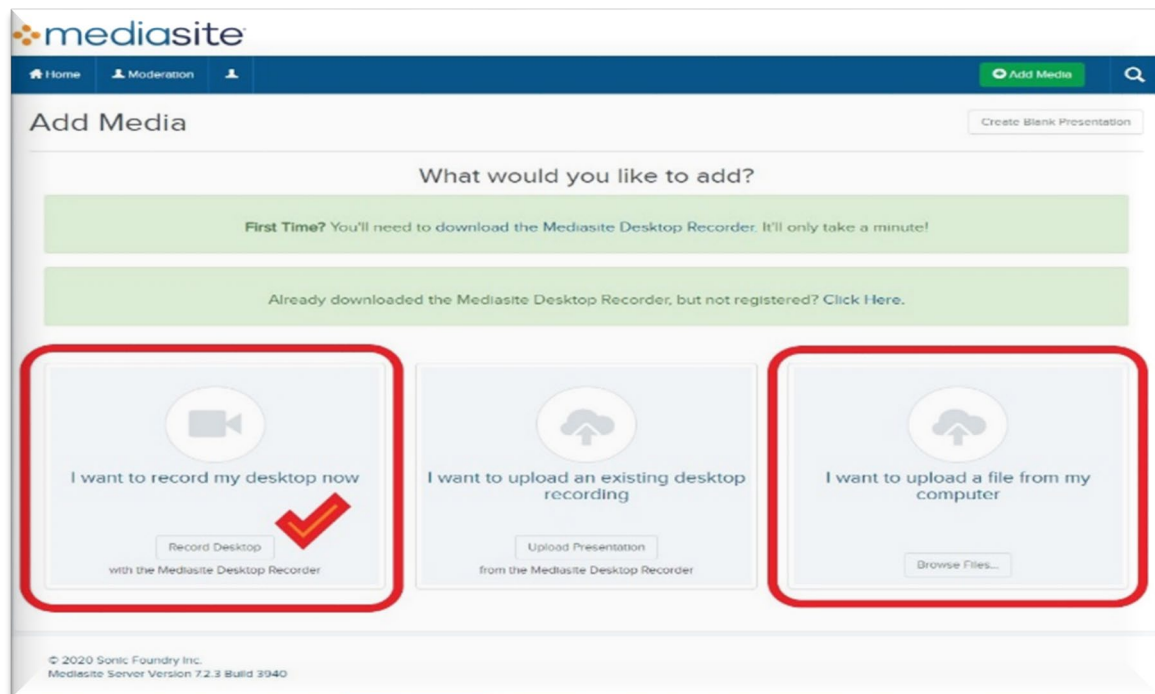 mediasite
Home Moderation Add Media
Add Media Create Blank Presentation
What would you like to add?
First Time? You'll need to download the Mediasite Desktop Recorder. It'll only take a minute!
Already downloaded the Mediasite Desktop Recorder, but not registered? Click Here.
I want to record my desktop now
Record Desktop
with the Mediasite Desktop Recorder
I want to upload an existing desktop
recording
Upload Presentation
from the Mediasite Desktop Recorder
I want to upload a file from my
computer
Browse Files...
© 2020 Sonic Foundry Inc.
Mediasite Server Version 7.2.3 Build 3940